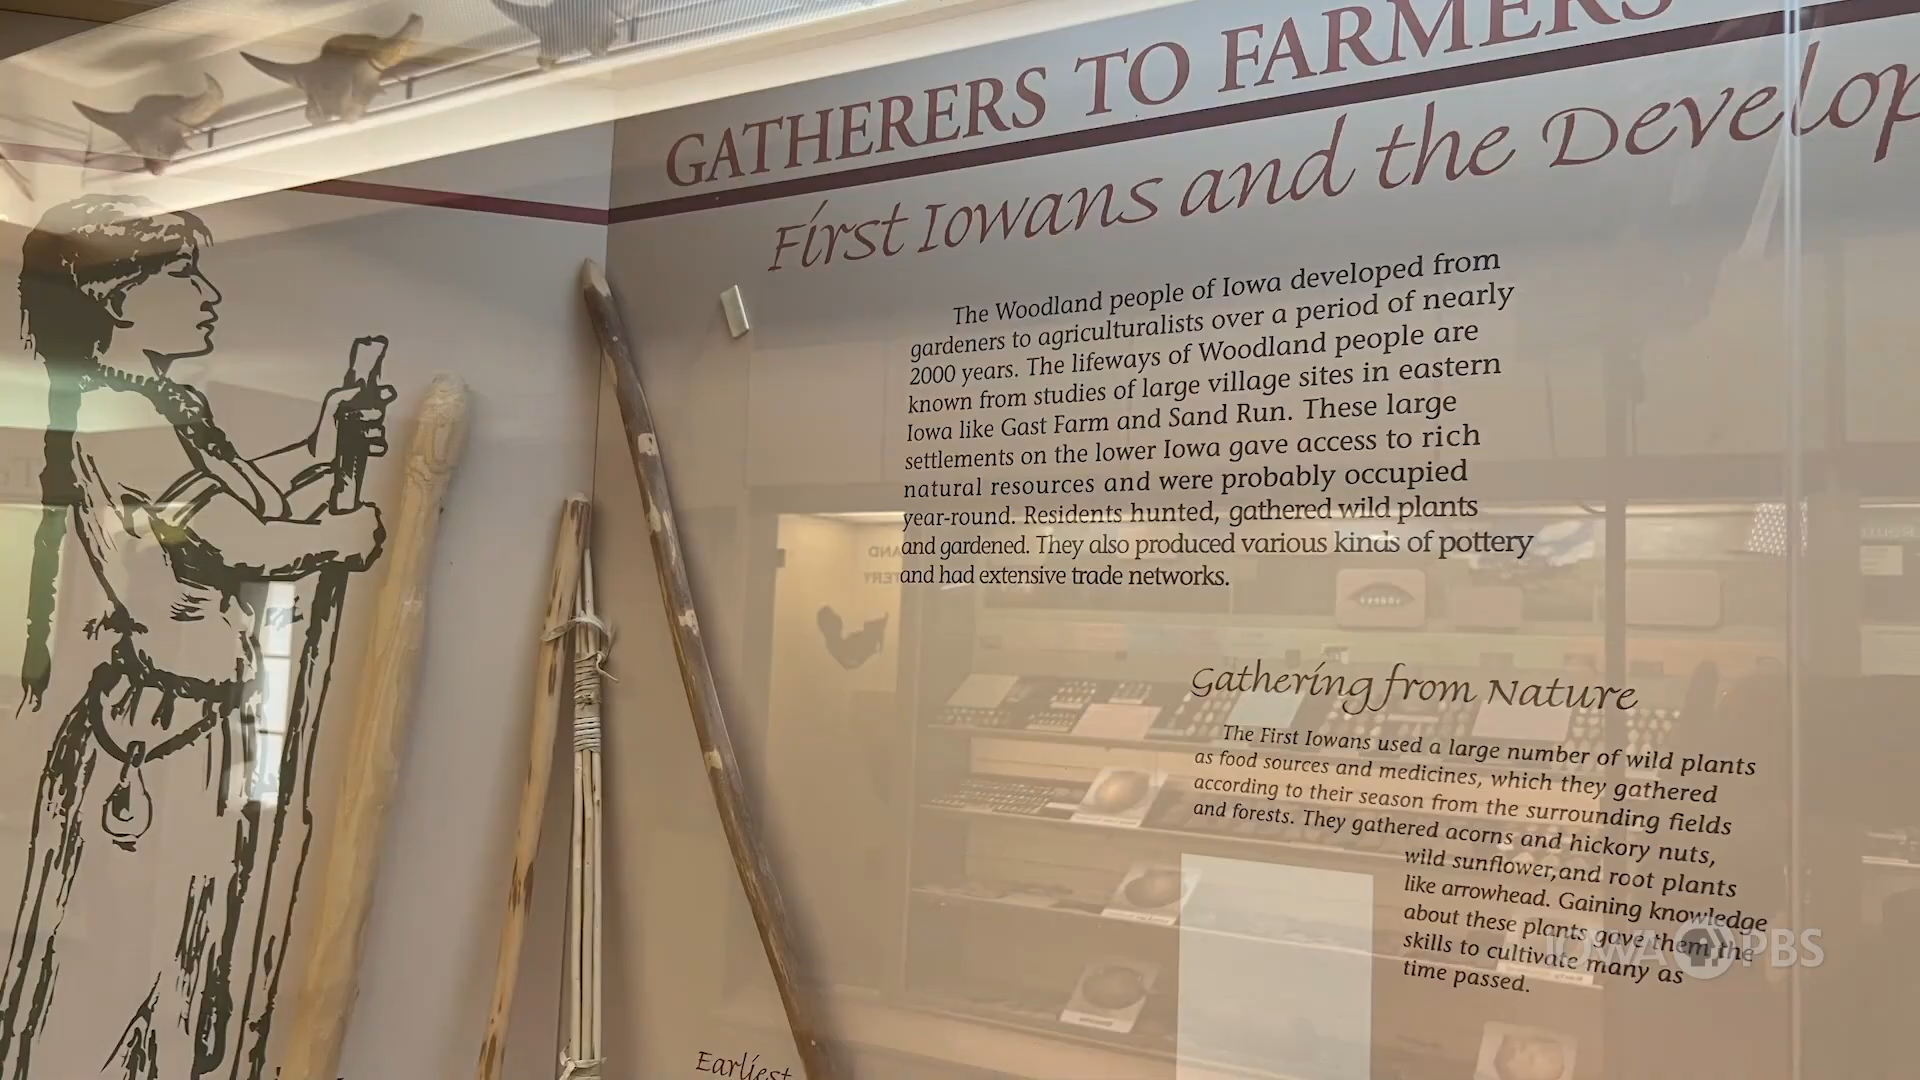 GATHERERS TO FARMERS
First Iowans and the Develop
The Woodland people of Iowa developed from
gardeners to agriculturalists over a period of nearly
2000 years. The lifeways of Woodland people are
known from studies of large village sites in eastern
Iowa like Gast Farm and Sand Run. These large
settlements on the lower Iowa gave access to rich
natural resources and were probably occupied
year-round. Residents hunted, gathered wild plants
and gardened. They also produced various kinds of pottery
and had extensive trade networks.
Gathering from Nature
The First Iowans used a large number of wild plants
as food sources and medicines, which they gathered
according to their season from the surrounding fields
and forests. They gathered acorns and hickory nuts,
wild sunflower,and root plants
like arrowhead. Gaining knowledge
about these plants gave them the
skills to cultivate many as
time passed.
Earliest
IOWA PBS